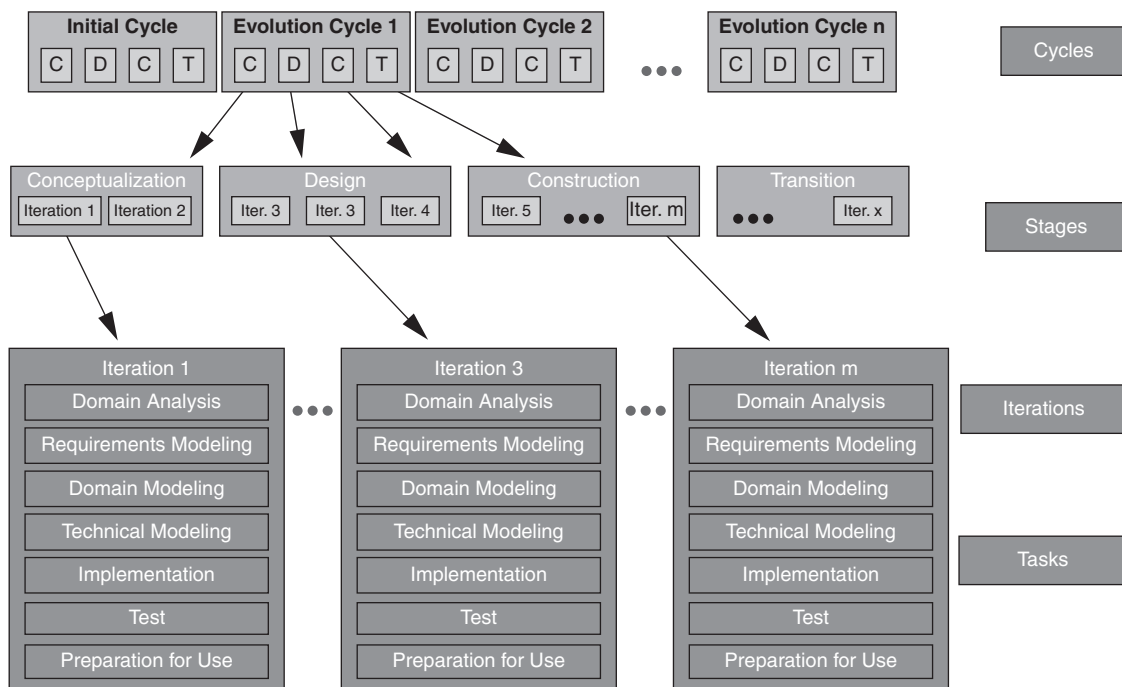 Initial Cycle
C D C T
Evolution Cycle 1
C D C T
Evolution Cycle 2
C D C T
Evolution Cycle n
C D C T
Cycles
Conceptualization
Iteration 1 Iteration 2
Design
Iter. 3 Iter. 3 Iter. 4
Construction
Iter. 5 ●●● Iter. m
Transition
●●● Iter. x
Stages
Iteration 1
Domain Analysis
Requirements Modeling
Domain Modeling
Technical Modeling
Implementation
Test
Preparation for Use
Iteration 3
Domain Analysis
Requirements Modeling
Domain Modeling
Technical Modeling
Implementation
Test
Preparation for Use
Iteration m
Domain Analysis
Requirements Modeling
Domain Modeling
Technical Modeling
Implementation
Test
Preparation for Use
Iterations
Tasks